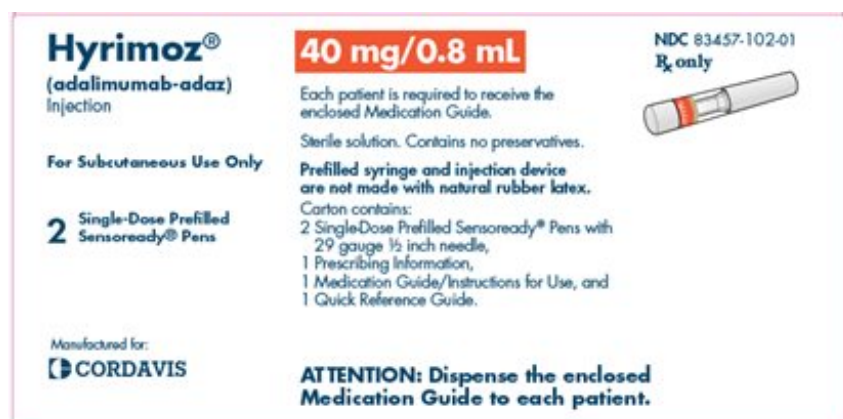 Hyrimoz®
(adalimumab-adaz)
Injection
For Subcutaneous Use Only
2 Single-Dose Prefilled
Sensoready® Pens
Manufactured for:
CORDAVIS
40 mg/0.8 mL
Each patient is required to receive the
enclosed Medication Guide.
Sterile solution. Contains no preservatives.
Prefilled syringe and injection device
are not made with natural rubber latex.
Carton contains:
2 Single-Dose Prefilled Sensoready® Pens with
29 gauge ½ inch needle,
1 Prescribing Information,
1 Medication Guide/Instructions for Use, and
1 Quick Reference Guide.
ATTENTION: Dispense the enclosed
Medication Guide to each patient.
NDC 83457-102-01
Rx only